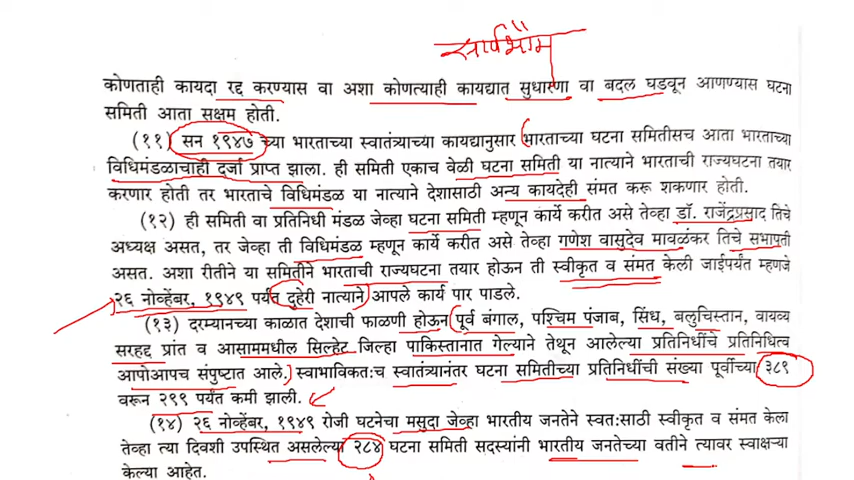 सार्वभौम
कोणताही कायदा रद्द करण्यास वा अशा कोणत्याही कायद्यात सुधारणा वा बदल घडवून आणण्यास घटना
समिती आता सक्षम होती.
(११) सन १९४७ च्या भारताच्या स्वातंत्र्याच्या कायद्यानुसार भारताच्या घटना समितीसच आता भारताच्या
विधिमंडळाचाही दर्जा प्राप्त झाला. ही समिती एकाच वेळी घटना समिती या नात्याने भारताची राज्यघटना तयार
करणार होती तर भारताचे विधिमंडळ या नात्याने देशासाठी अन्य कायदेही संमत करू शकणार होती.
(१२) ही समिती वा प्रतिनिधी मंडळ जेव्हा घटना समिती म्हणून कार्य करीत असे तेव्हा डॉ. राजेंद्रप्रसाद तिचे
अध्यक्ष असत, तर जेव्हा ती विधिमंडळ म्हणून कार्य करीत असे तेव्हा गणेश वासुदेव मावळंकर तिचे सभापती
असत. अशा रीतीने या समितीने भारताची राज्यघटना तयार होऊन ती स्वीकृत व संमत केली जाईपर्यंत म्हणजे
२६ नोव्हेंबर, १९४९ पर्यंत दुहेरी नात्याने आपले कार्य पार पाडले.
(१३) दरम्यानच्या काळात देशाची फाळणी होऊन पूर्व बंगाल, पश्चिम पंजाब, सिंध, बलुचिस्तान, वायव्य
सरहद्द प्रांत व आसाममधील सिल्हेट जिल्हा पाकिस्तानात गेल्याने तेथून आलेल्या प्रतिनिधींचे प्रतिनिधित्व
आपोआपच संपुष्टात आले. स्वाभाविकत:च स्वातंत्र्यानंतर घटना समितीच्या प्रतिनिधींची संख्या पूर्वीच्या ३८९
वरून २९९ पर्यंत कमी झाली.
(१४) २६ नोव्हेंबर, १९४९ रोजी घटनेचा मसुदा जेव्हा भारतीय जनतेने स्वत:साठी स्वीकृत व संमत केला
तेव्हा त्या दिवशी उपस्थित असलेल्या २८४ घटना समिती सदस्यांनी भारतीय जनतेच्या वतीने त्यावर स्वाक्षऱ्या
केल्या आहेत.